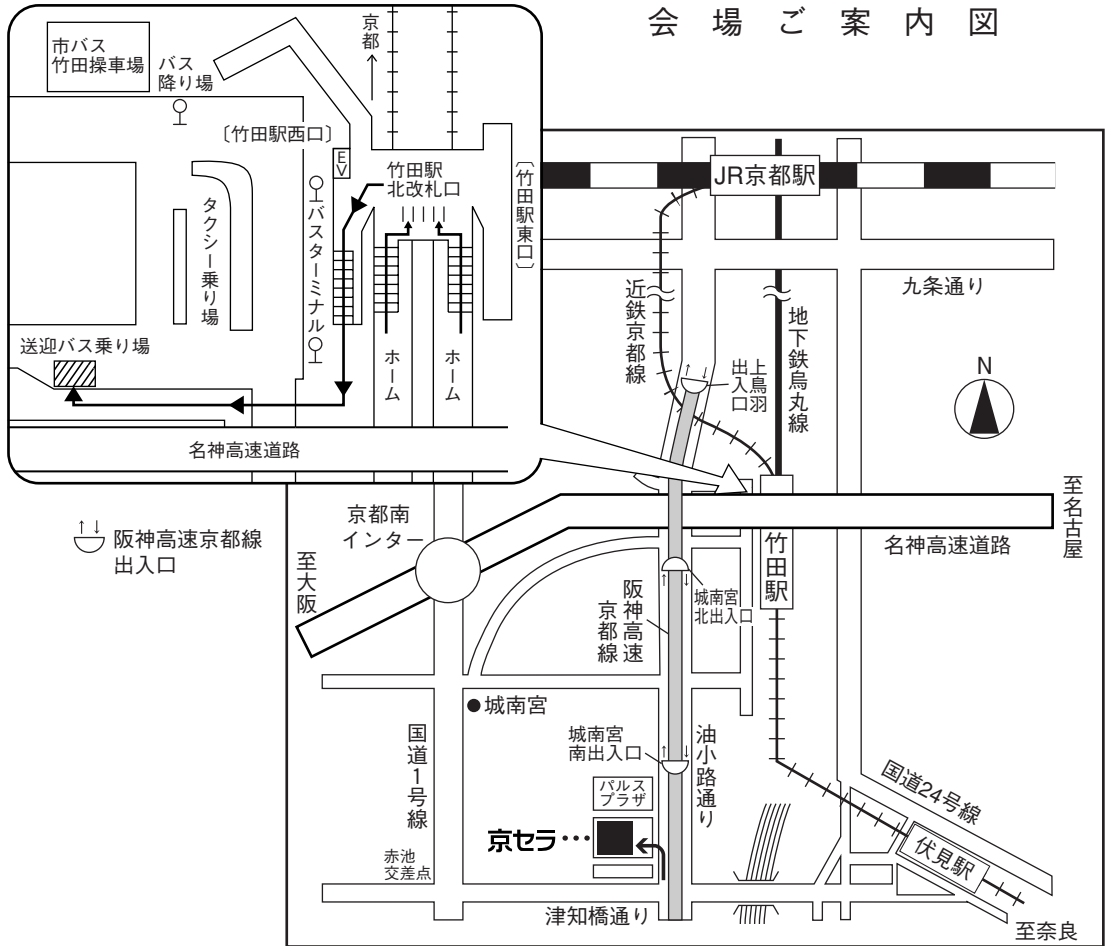 会場ご案内図
市バス
竹田操車場
バス
降り場
京都
〔竹田駅西口〕
EV
竹田駅
北改札口
〔竹田駅東口〕
タクシー乗り場
バスターミナル
送迎バス乗り場
ホーム
ホーム
名神高速道路
↑↓
阪神高速京都線
出入口
JR京都駅
九条通り
近鉄京都線
地下鉄烏丸線
上鳥羽
出入口
N
京都南
インター
至大阪
至名古屋
名神高速道路
竹田駅
城南宮
北出入口
阪神高速
京都線
城南宮
国道1号線
城南宮
南出入口
油小路通り
パルス
プラザ
京セラ…
赤池
交差点
津知橋通り
国道24号線
伏見駅
至奈良